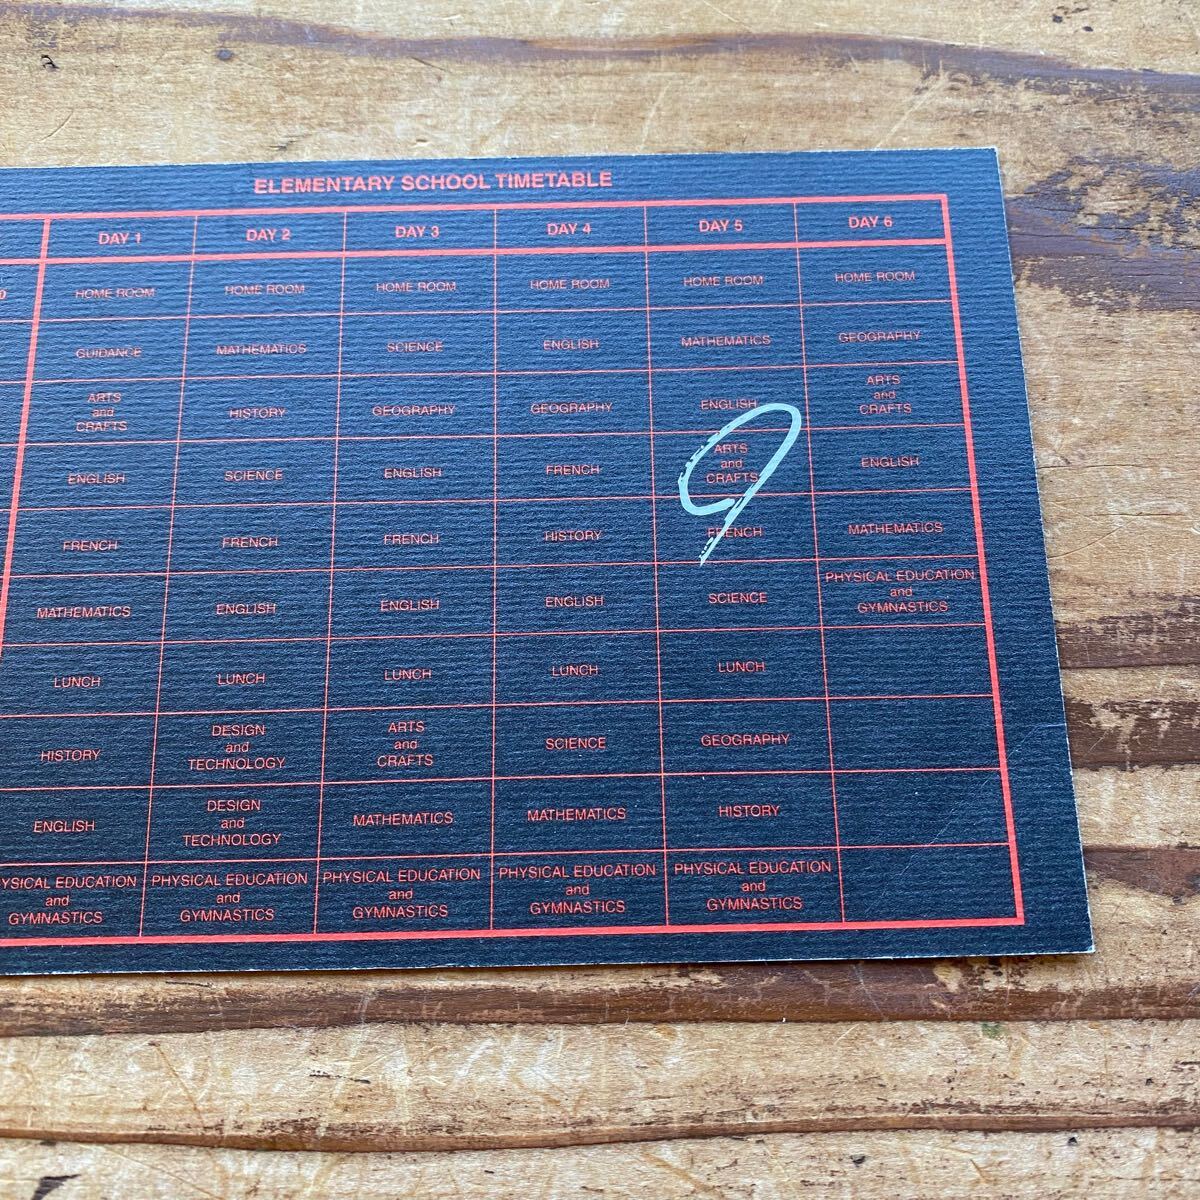 ELEMENTARY SCHOOL TIMETABLE
DAY 1 DAY 2 DAY 3 DAY 4 DAY 5 DAY 6
HOME ROOM HOME ROOM HOME ROOM HOME ROOM HOME ROOM HOME ROOM
GUIDANCE MATHEMATICS SCIENCE ENGLISH MATHEMATICS GEOGRAPHY
ARTS and CRAFTS HISTORY GEOGRAPHY GEOGRAPHY ENGLISH ARTS and CRAFTS
ENGLISH SCIENCE ENGLISH FRENCH ARTS and CRAFTS ENGLISH
FRENCH FRENCH FRENCH HISTORY FRENCH MATHEMATICS
MATHEMATICS ENGLISH ENGLISH ENGLISH SCIENCE PHYSICAL EDUCATION and GYMNASTICS
LUNCH LUNCH LUNCH LUNCH LUNCH
HISTORY DESIGN and TECHNOLOGY ARTS and CRAFTS SCIENCE GEOGRAPHY
ENGLISH DESIGN and TECHNOLOGY MATHEMATICS MATHEMATICS HISTORY
YSICAL EDUCATION and GYMNASTICS PHYSICAL EDUCATION and GYMNASTICS PHYSICAL EDUCATION and GYMNASTICS PHYSICAL EDUCATION and GYMNASTICS PHYSICAL EDUCATION and GYMNASTICS